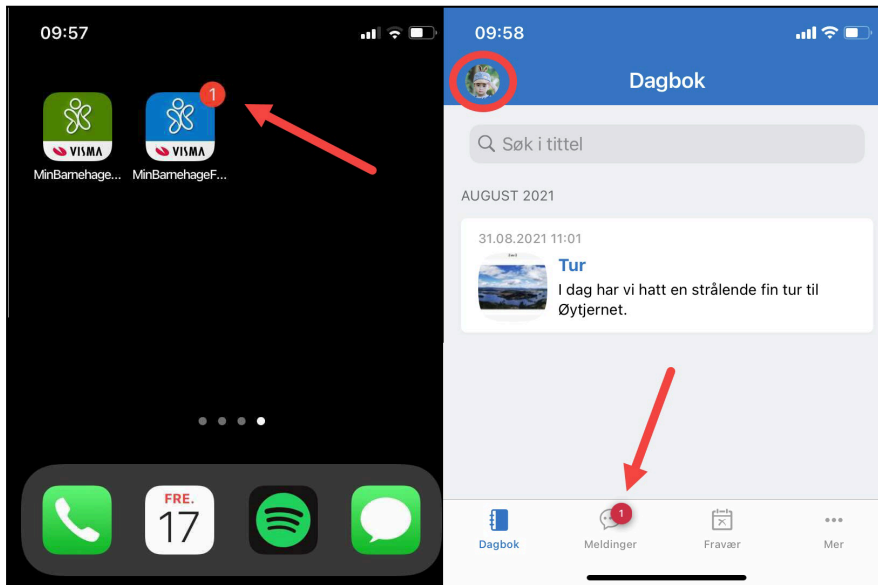 09:57
1
VISMA
VISMA
MinBarnehage...
MinBarnehageF...
FRE.
17
09:58
Dagbok
Søk i tittel
AUGUST 2021
31.08.2021 11:01
Tur
I dag har vi hatt en strålende fin tur til
Øytjernet.
1
Dagbok
Meldinger
Fravær
Mer